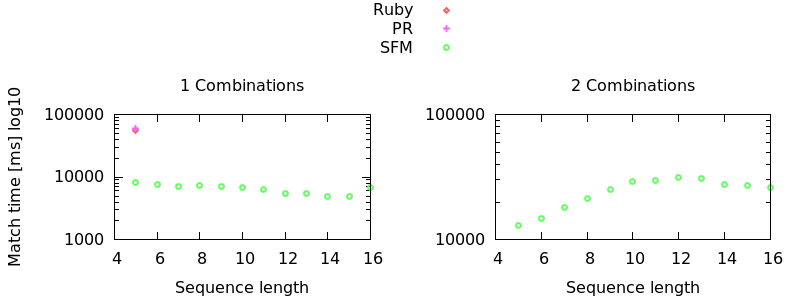 Ruby
PR
SFM
1 Combinations
2 Combinations
Match time [ms] log10
100000
10000
1000
4 6 8 10 12 14 16
Sequence length
100000
10000
4 6 8 10 12 14 16
Sequence length